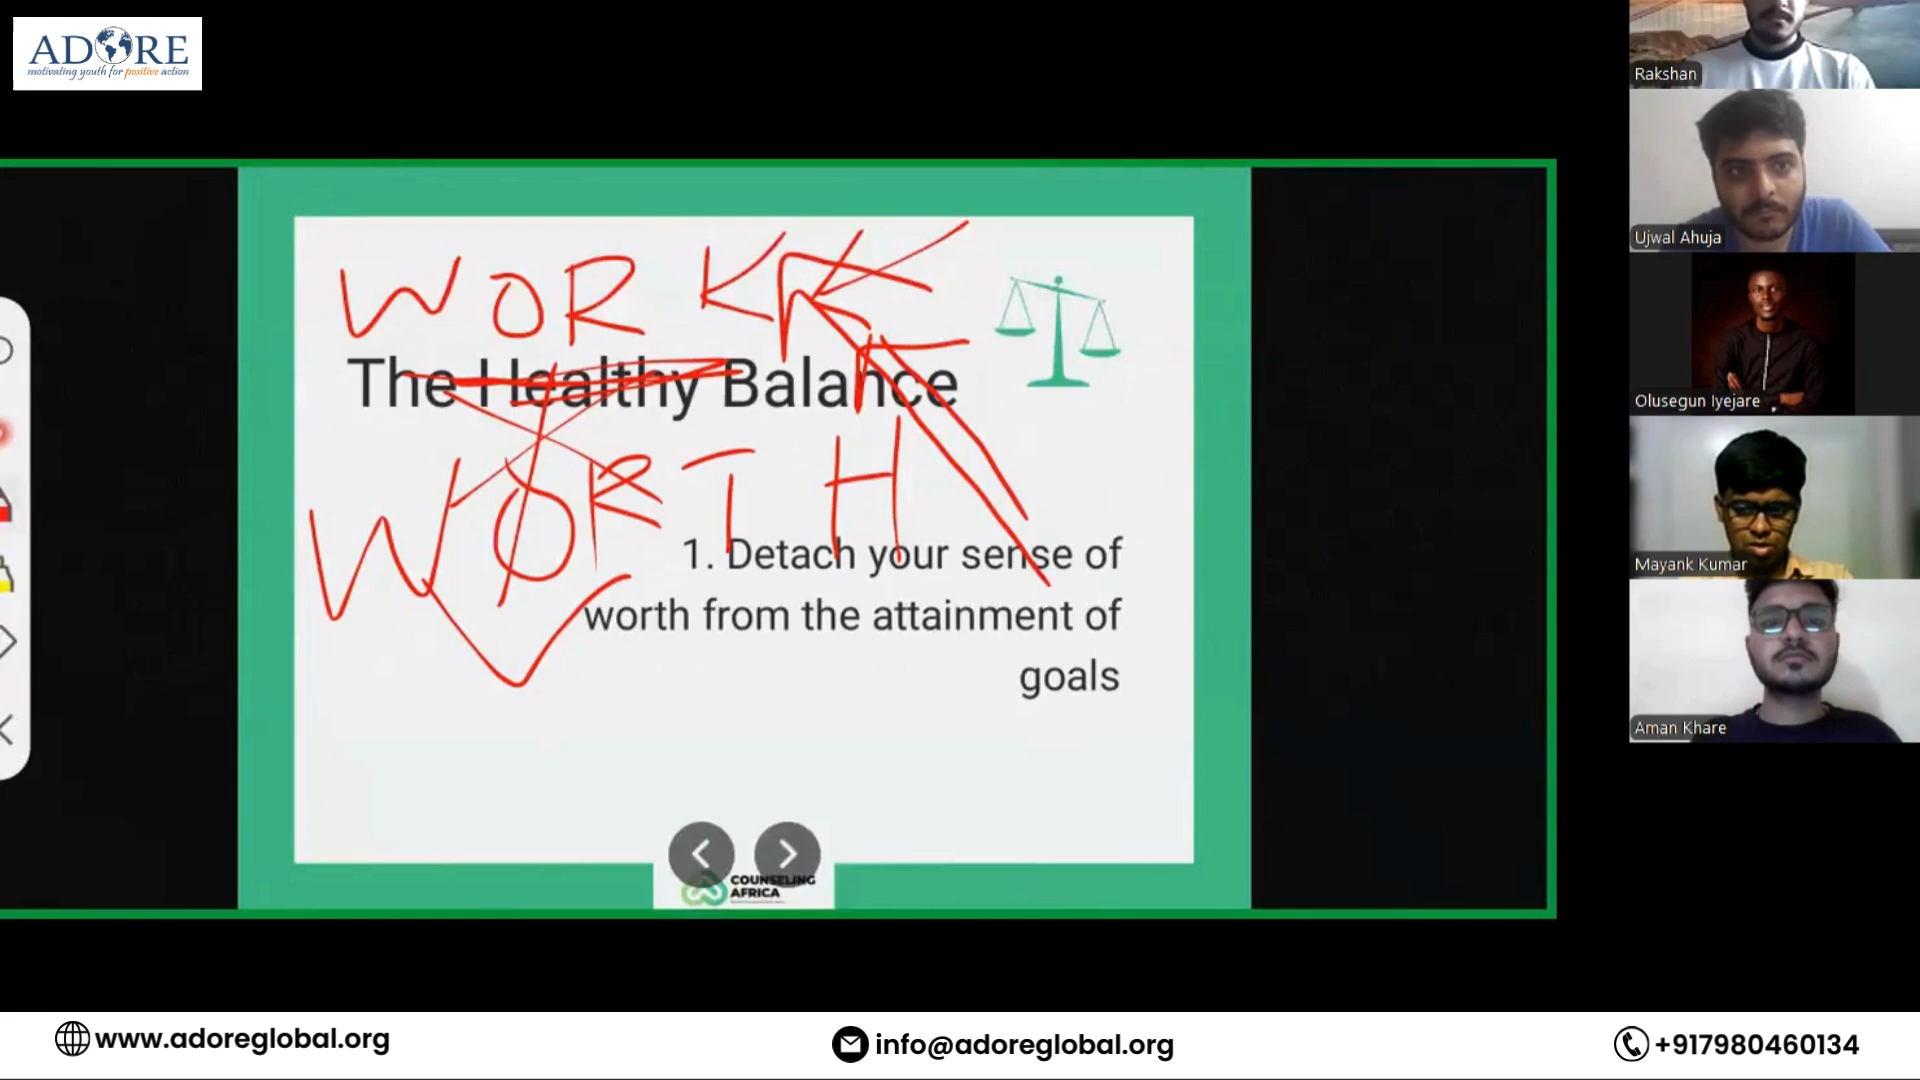 ADORE
motivating youth for positive action
WORK
The Healthy Balance
WORTH
1. Detach your sense of
worth from the attainment of
goals
COUNSELING
AFRICA
Rakshan
Ujwal Ahuja
Olusegun Iyejare
Mayank Kumar
Aman Khare
www.adoreglobal.org
info@adoreglobal.org
+917980460134